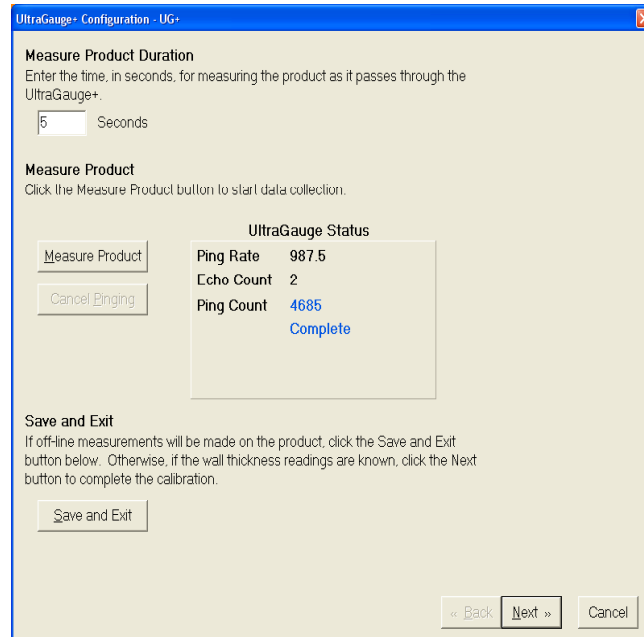 UltraGauge+ Configuration - UG+
Measure Product Duration
Enter the time, in seconds, for measuring the product as it passes through the
UltraGauge+.
5 Seconds
Measure Product
Click the Measure Product button to start data collection.
UltraGauge Status
Measure Product
Cancel Pinging
Ping Rate 987.5
Echo Count 2
Ping Count 4685
Complete
Save and Exit
If off-line measurements will be made on the product, click the Save and Exit
button below. Otherwise, if the wall thickness readings are known, click the Next
button to complete the calibration.
Save and Exit
« Back Next » Cancel